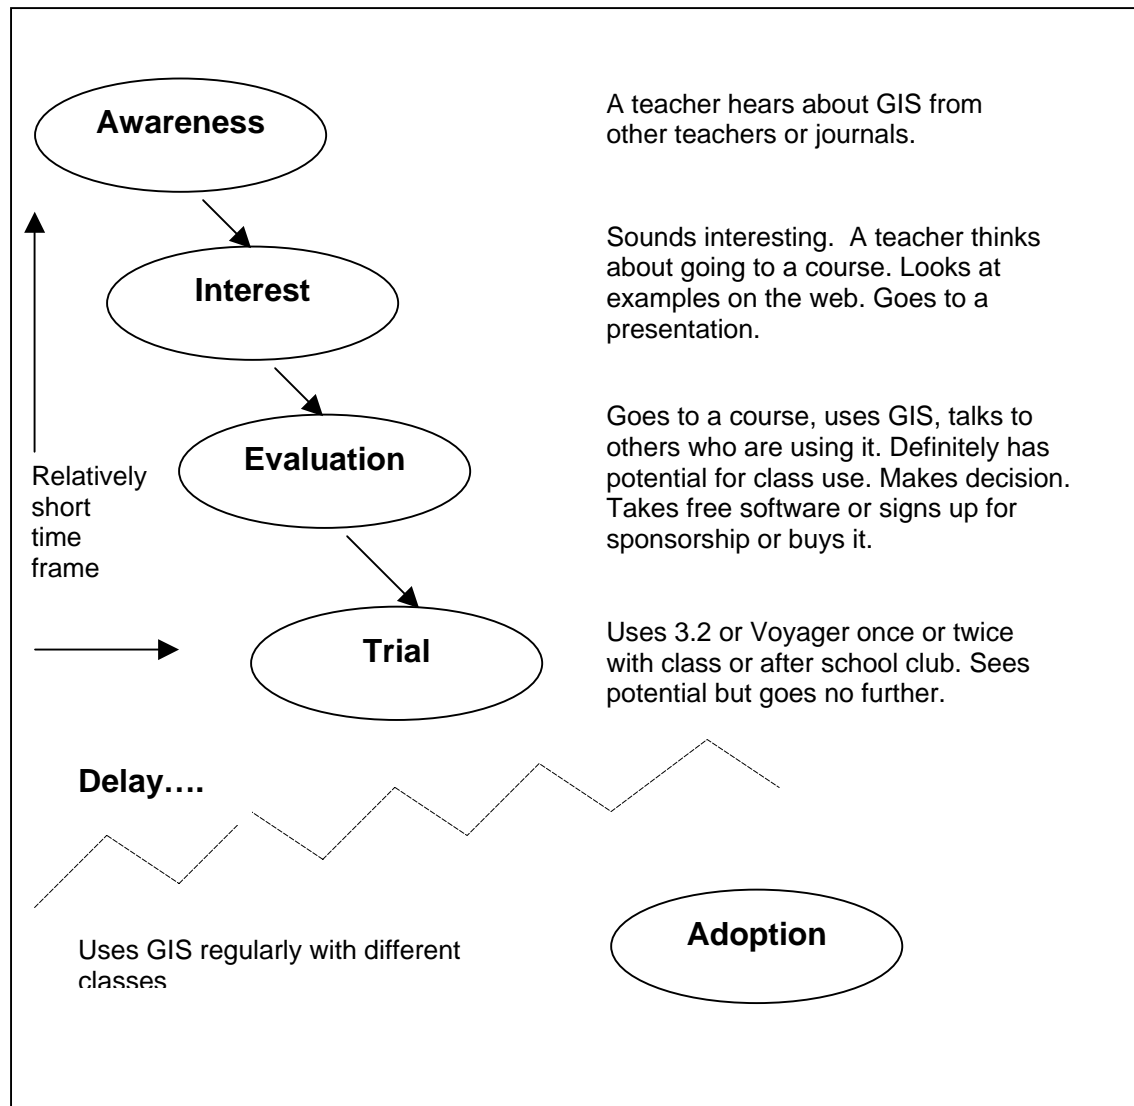 Awareness
A teacher hears about GIS from
other teachers or journals.
Interest
Sounds interesting.  A teacher thinks
about going to a course. Looks at
examples on the web. Goes to a
presentation.
Evaluation
Goes to a course, uses GIS, talks to
others who are using it. Definitely has
potential for class use. Makes decision.
Takes free software or signs up for
sponsorship or buys it.
Relatively
short
time
frame
Trial
Uses 3.2 or Voyager once or twice
with class or after school club. Sees
potential but goes no further.
Delay….
Adoption
Uses GIS regularly with different
classes